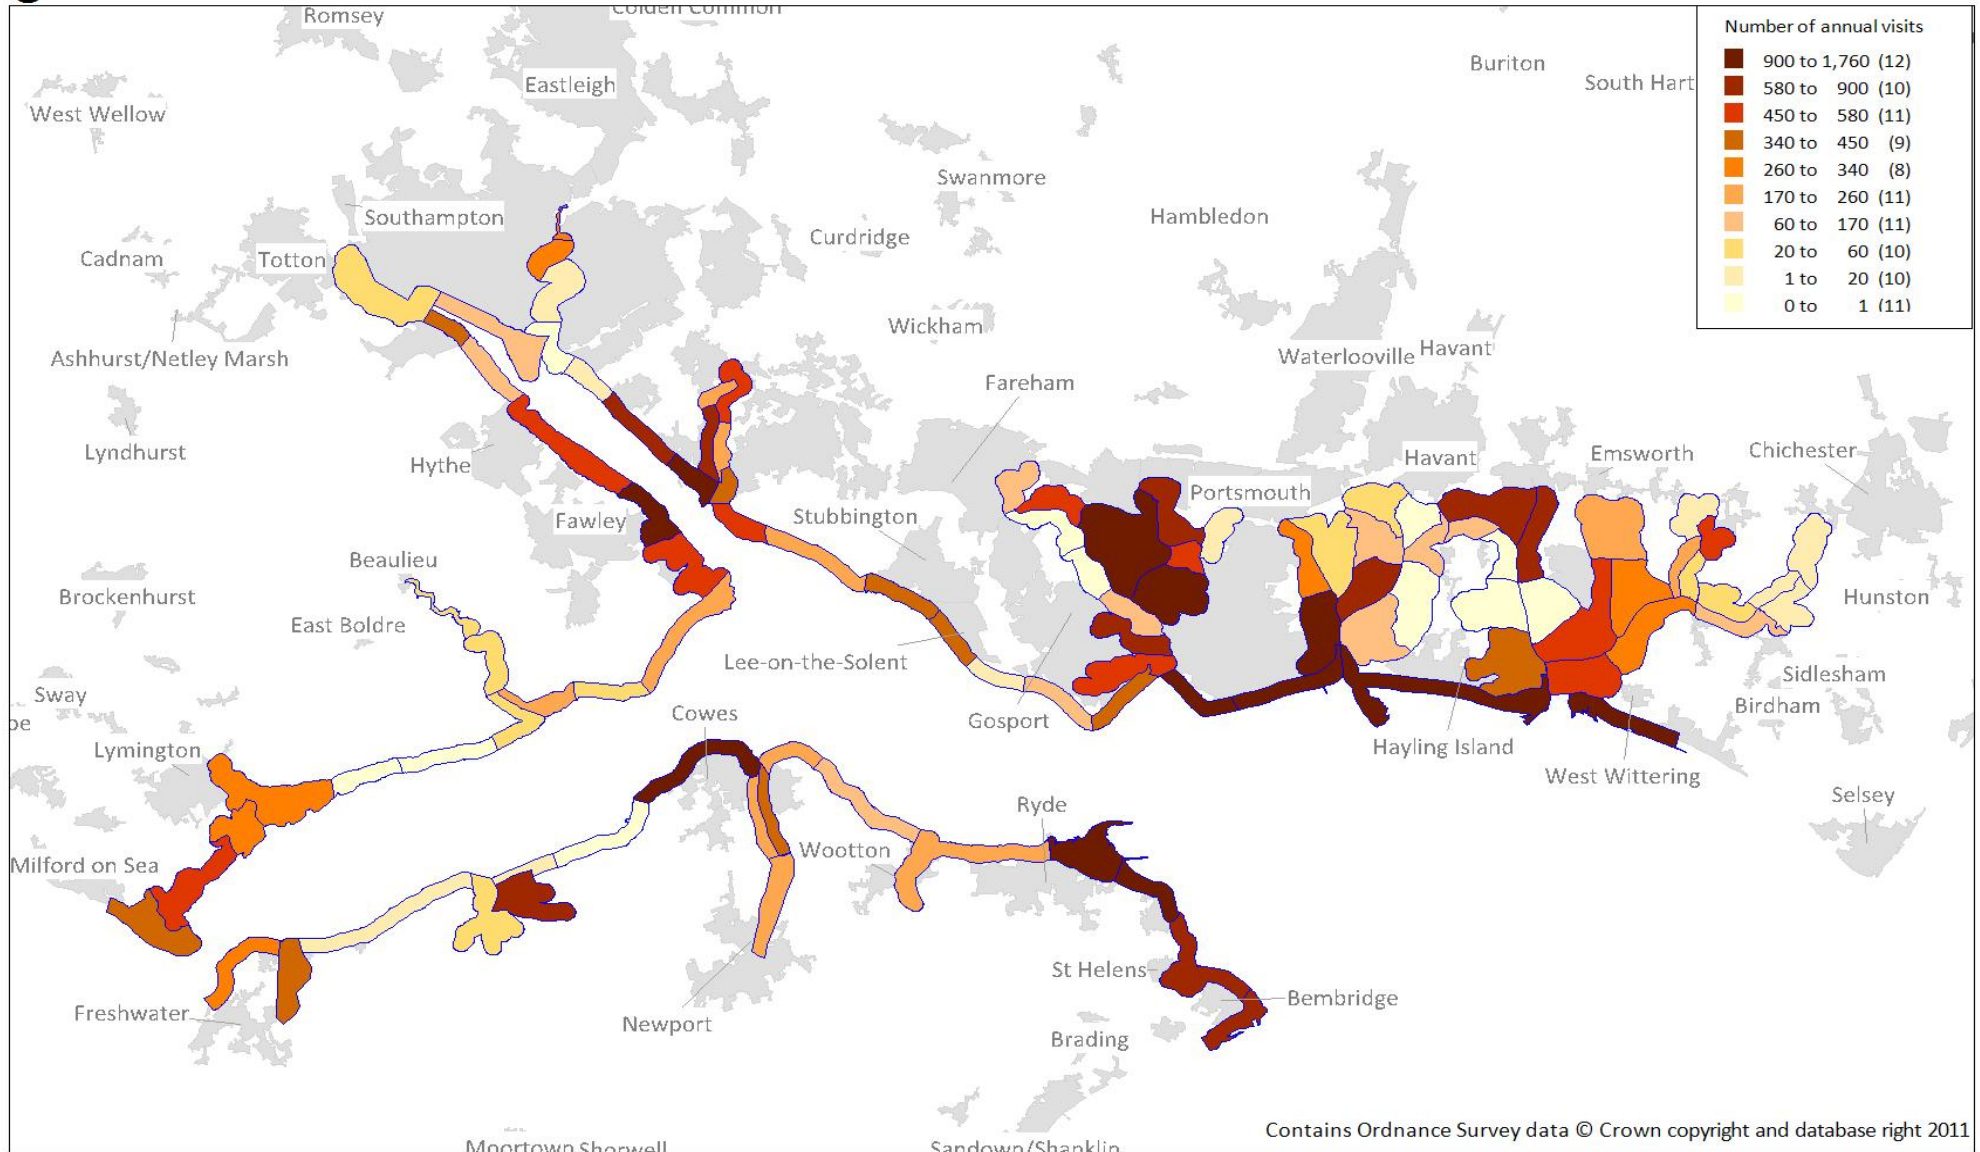 Romsey
Colden Common
Eastleigh
West Wellow
Buriton
South Hart
Number of annual visits
900 to 1,760 (12)
580 to 900 (10)
450 to 580 (11)
340 to 450 (9)
260 to 340 (8)
170 to 260 (11)
60 to 170 (11)
20 to 60 (10)
1 to 20 (10)
0 to 1 (11)
Swanmore
Southampton
Hambledon
Curdridge
Cadnam
Totton
Wickham
Ashhurst/Netley Marsh
Waterlooville
Havant
Fareham
Lyndhurst
Hythe
Havant
Emsworth
Chichester
Portsmouth
Fawley
Stubbington
Beaulieu
Brockenhurst
Hunston
East Boldre
Lee-on-the-Solent
Sidlesham
Sway
pe
Birdham
Cowes
Gosport
Lymington
Hayling Island
West Wittering
Ryde
Selsey
Wootton
Milford on Sea
St Helens
Bembridge
Freshwater
Newport
Brading
Contains Ordnance Survey data © Crown copyright and database right 2011
Moortown
Shorwell
Sandown/Shanklin